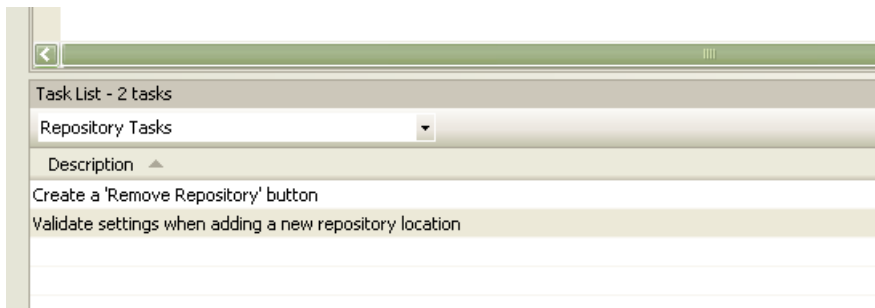 Task List - 2 tasks
Repository Tasks
Description
Create a 'Remove Repository' button
Validate settings when adding a new repository location